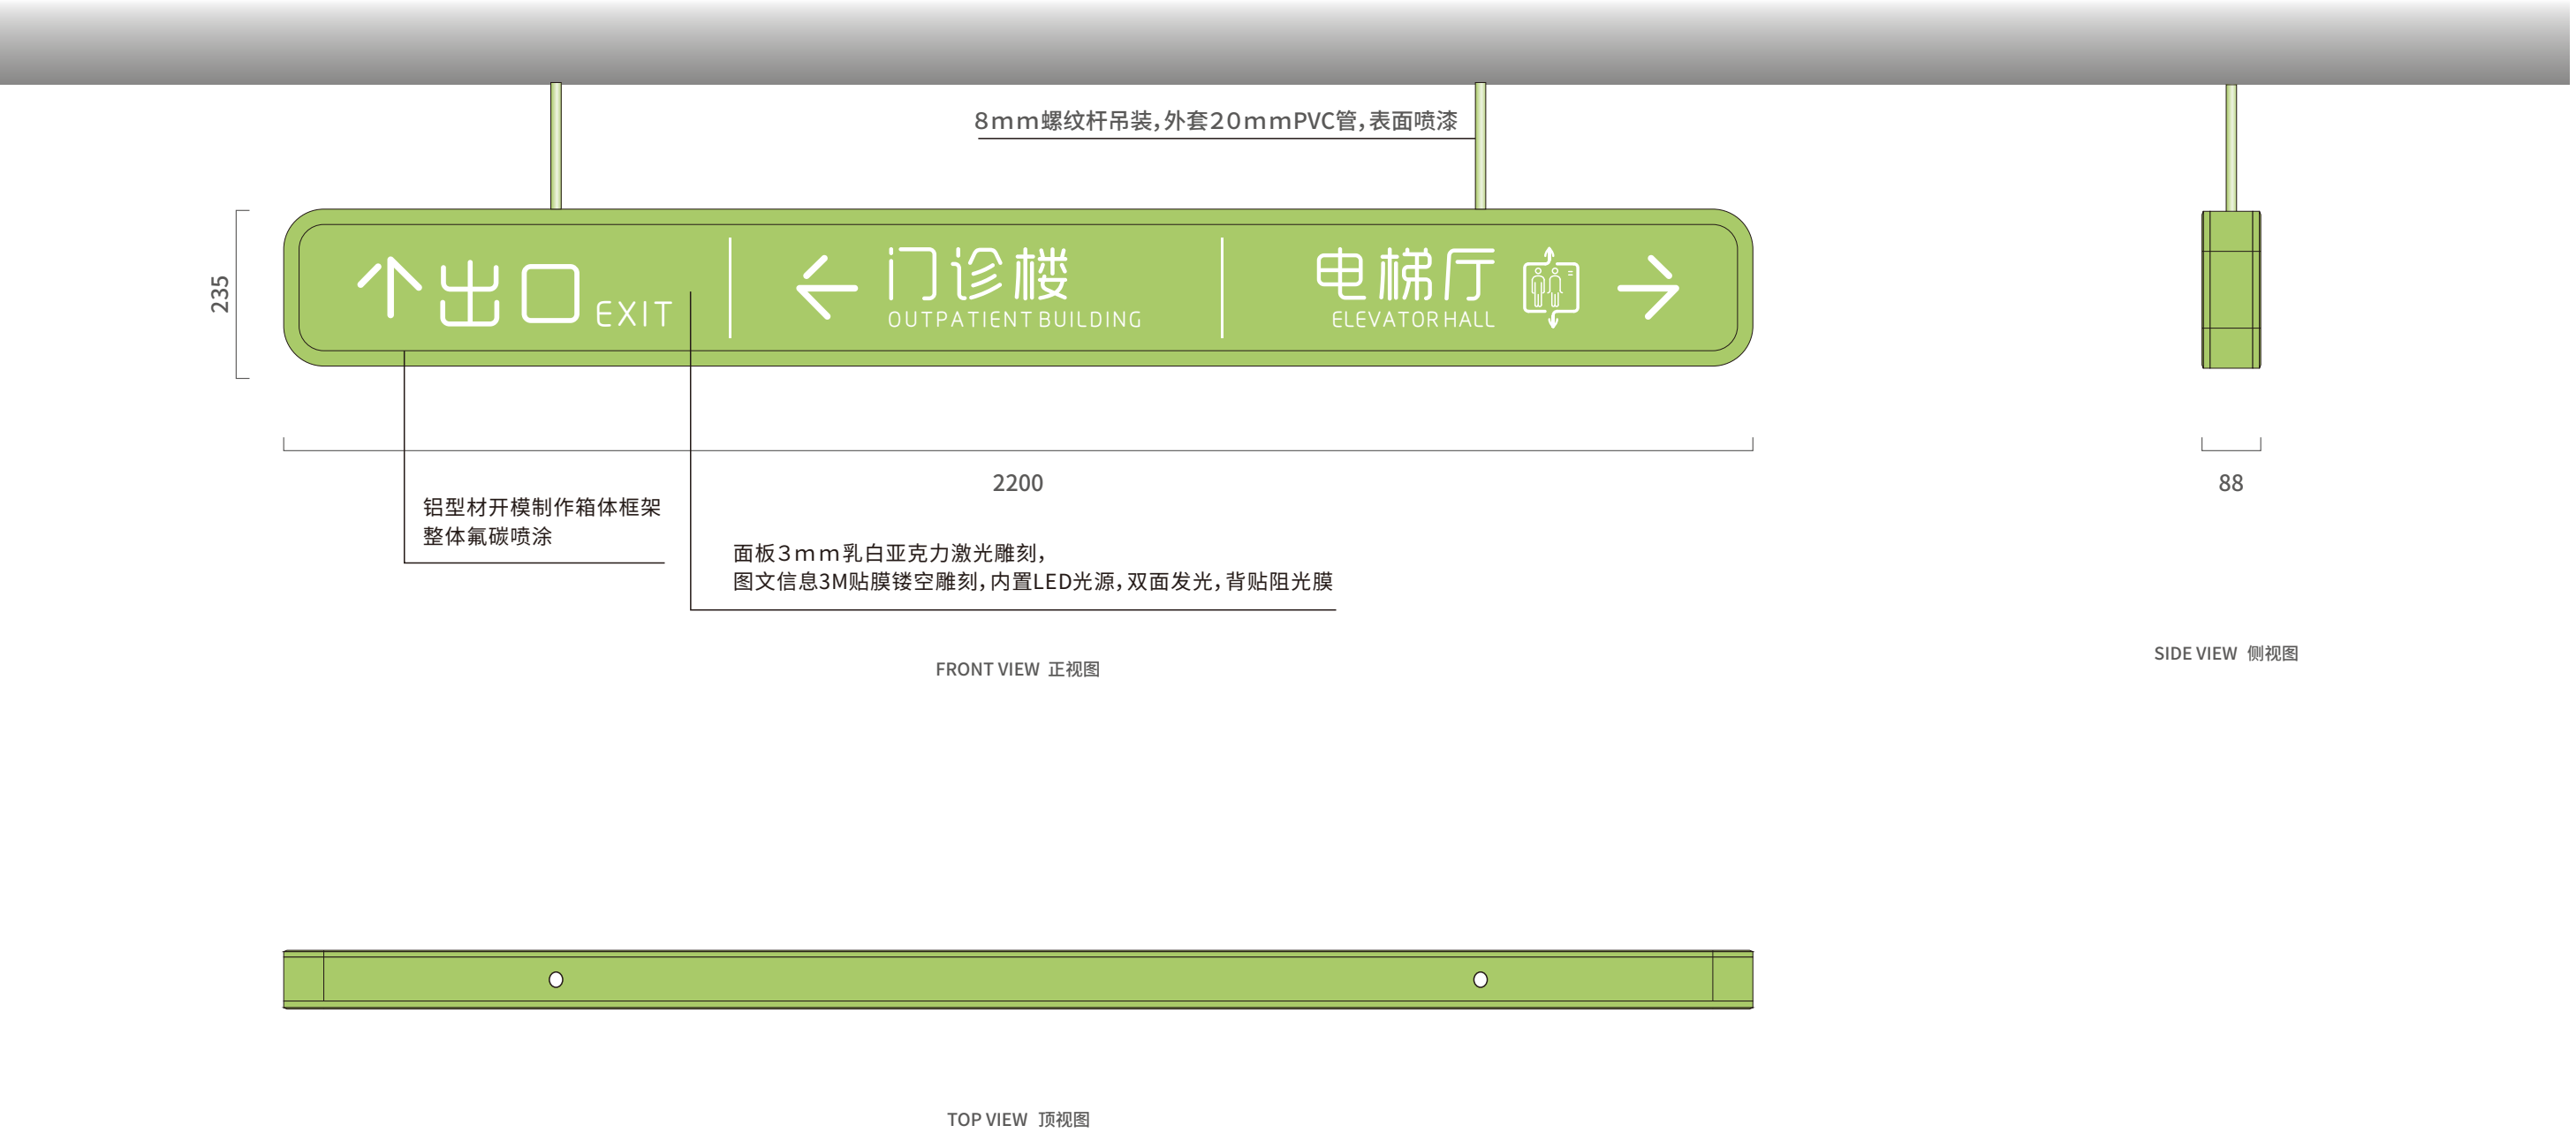 8mm螺纹杆吊装,外套20mmPVC管,表面喷漆
235
出口 EXIT
门诊楼
OUTPATIENT BUILDING
电梯厅
ELEVATOR HALL
2200
88
铝型材开模制作箱体框架
整体氟碳喷涂
面板3mm乳白亚克力激光雕刻,
图文信息3M贴膜镂空雕刻,内置LED光源,双面发光,背贴阻光膜
FRONT VIEW 正视图
SIDE VIEW 侧视图
TOP VIEW 顶视图